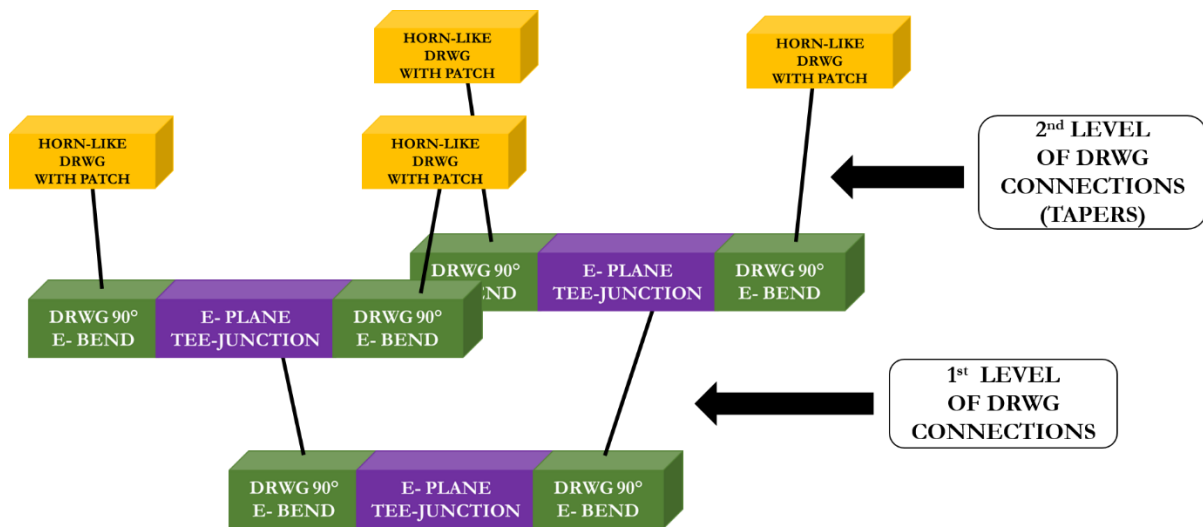 HORN-LIKE
DRWG
WITH PATCH
HORN-LIKE
DRWG
WITH PATCH
HORN-LIKE
DRWG
WITH PATCH
HORN-LIKE
DRWG
WITH PATCH
2nd LEVEL
OF DRWG
CONNECTIONS
(TAPERS)
DRWG 90°
BEND
E- PLANE
TEE-JUNCTION
DRWG 90°
E- BEND
DRWG 90°
E- BEND
E- PLANE
TEE-JUNCTION
DRWG 90°
E- BEND
1st LEVEL
OF DRWG
CONNECTIONS
DRWG 90°
E- BEND
E- PLANE
TEE-JUNCTION
DRWG 90°
E- BEND